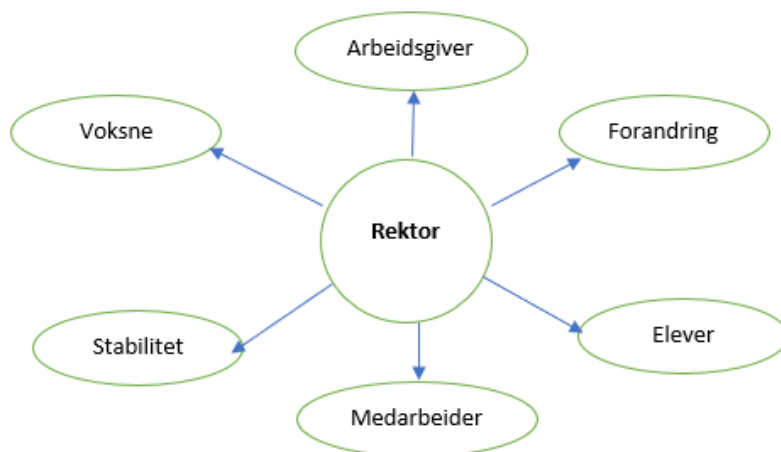 Arbeidsgiver
Voksne
Forandring
Rektor
Stabilitet
Elever
Medarbeider